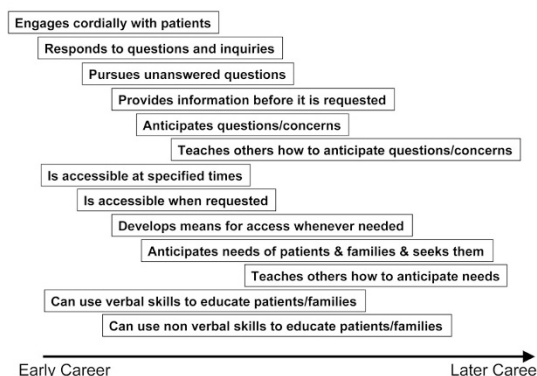 Engages cordially with patients
Responds to questions and inquiries
Pursues unanswered questions
Provides information before it is requested
Anticipates questions/concerns
Teaches others how to anticipate questions/concerns
Is accessible at specified times
Is accessible when requested
Develops means for access whenever needed
Anticipates needs of patients & families & seeks them
Teaches others how to anticipate needs
Can use verbal skills to educate patients/families
Can use non verbal skills to educate patients/families
Early Career Later Caree